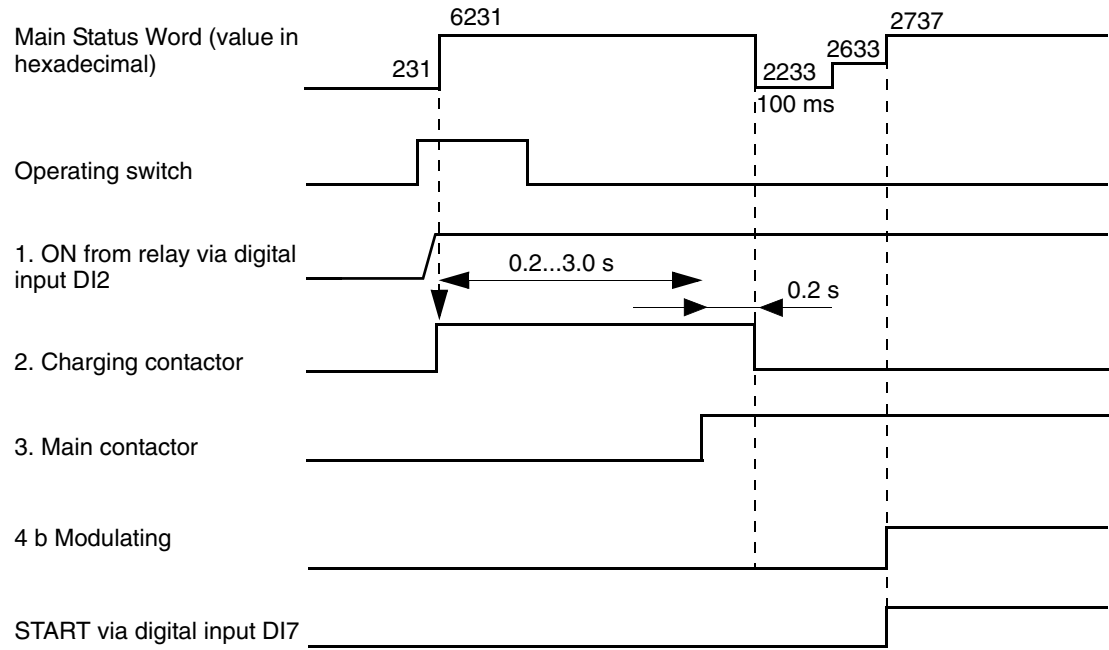 6231
2737
Main Status Word (value in
hexadecimal)
2633
231
2233
100 ms
Operating switch
1. ON from relay via digital
input DI2
0.2...3.0 s
0.2 s
2. Charging contactor
3. Main contactor
4 b Modulating
START via digital input DI7